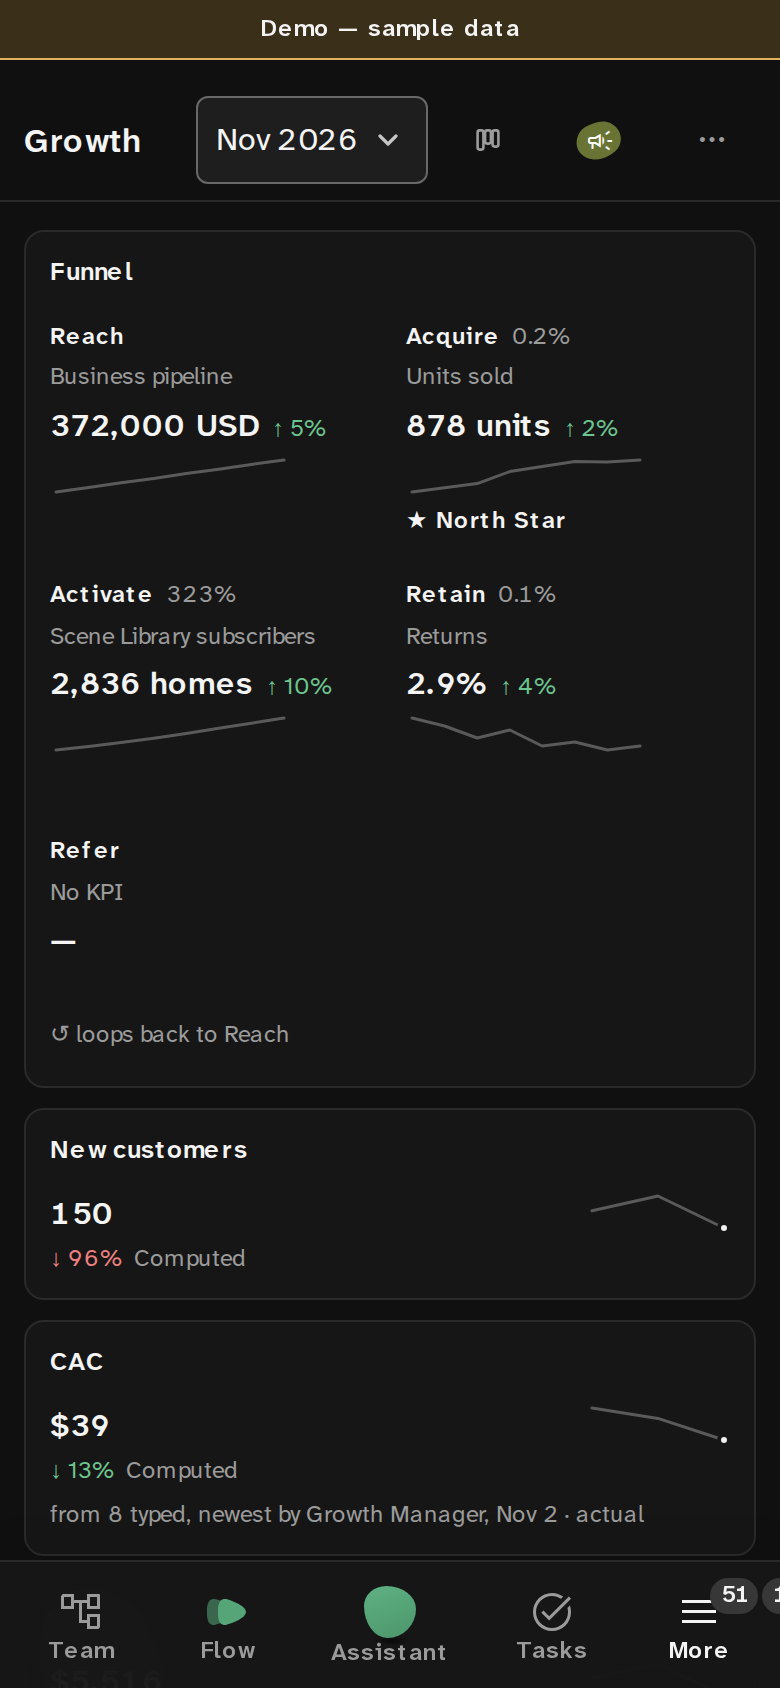 Demo — sample data
Growth
Nov 2026
Funnel
Reach
Business pipeline
372,000 USD ↑ 5%
Acquire 0.2%
Units sold
878 units ↑ 2%
★ North Star
Activate 323%
Scene Library subscribers
2,836 homes ↑ 10%
Retain 0.1%
Returns
2.9% ↑ 4%
Refer
No KPI
—
↺ loops back to Reach
New customers
150
↓ 96% Computed
CAC
$39
↓ 13% Computed
from 8 typed, newest by Growth Manager, Nov 2 · actual
Team
Flow
Assistant
Tasks
51
More
$5,516